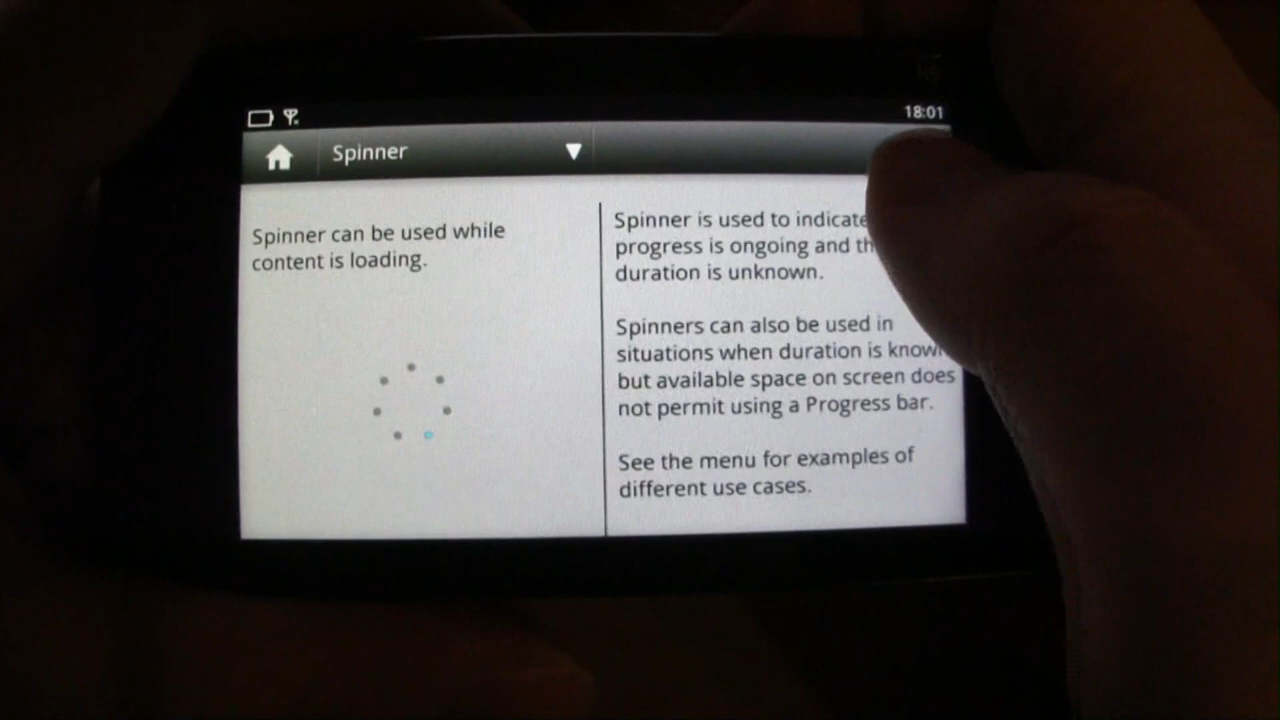 18:01
Spinner
Spinner can be used while
content is loading.
Spinner is used to indicate
progress is ongoing and
duration is unknown.
Spinners can also be used in
situations when duration is
but available space on screen does
not permit using a Progress bar.
See the menu for examples of
different use cases.